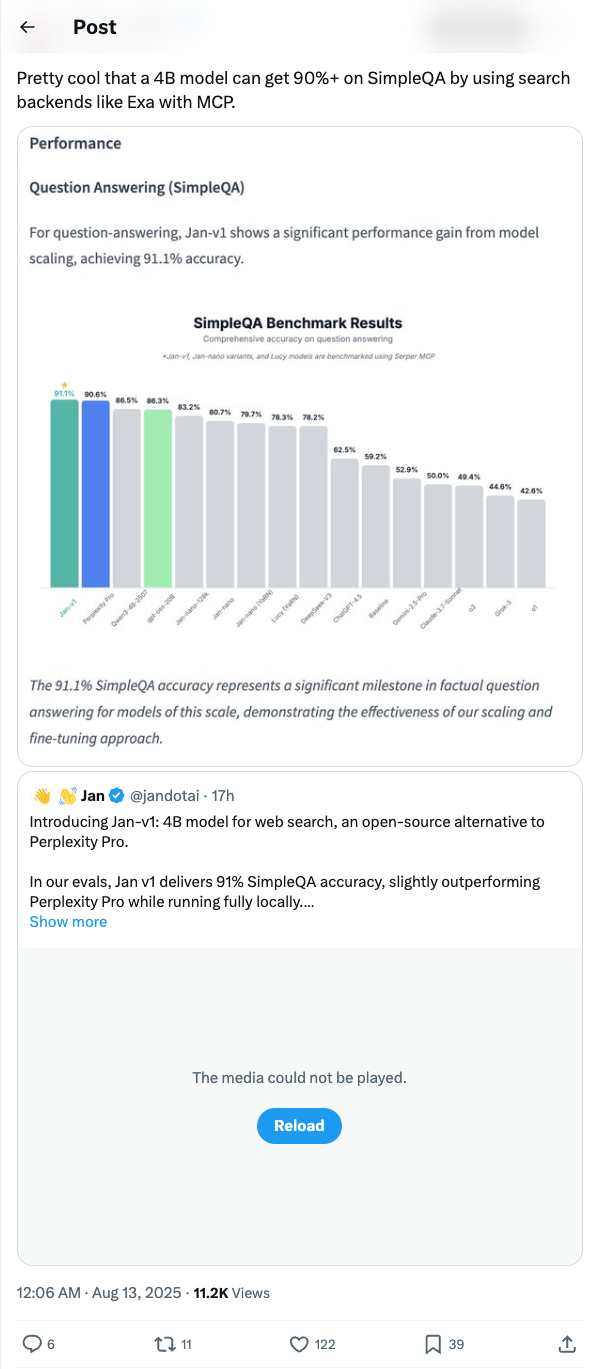 Post
Pretty cool that a 4B model can get 90%+ on SimpleQA by using search
backends like Exa with MCP.
Performance
Question Answering (SimpleQA)
For question-answering, Jan-v1 shows a significant performance gain from model
scaling, achieving 91.1% accuracy.
SimpleQA Benchmark Results
Comprehensive accuracy on question answering
*Jan-v1, Jan-nano variants, and Lucy models are benchmarked using Serper MCP
91.1% 90.6% 86.5% 86.3% 83.2% 80.7% 79.7% 78.3% 78.2% 62.5% 59.2% 52.9% 50.0% 49.4% 44.6% 42.6%
Jan-v1 Perplexity Pro Qwen3-4B-2507 gpt-oss-20B Jan-nano-128k Jan-nano Jan-nano (YaRN) Lucy (YaRN) DeepSeek-V3 ChatGPT-4.5 Baseline Gemini-2.5-Pro Claude-3.7-Sonnet o3 Grok-3 o1
The 91.1% SimpleQA accuracy represents a significant milestone in factual question
answering for models of this scale, demonstrating the effectiveness of our scaling and
fine-tuning approach.
👋 Jan @jandotai · 17h
Introducing Jan-v1: 4B model for web search, an open-source alternative to
Perplexity Pro.
In our evals, Jan v1 delivers 91% SimpleQA accuracy, slightly outperforming
Perplexity Pro while running fully locally....
Show more
The media could not be played.
Reload
12:06 AM · Aug 13, 2025 · 11.2K Views
6 11 122 39